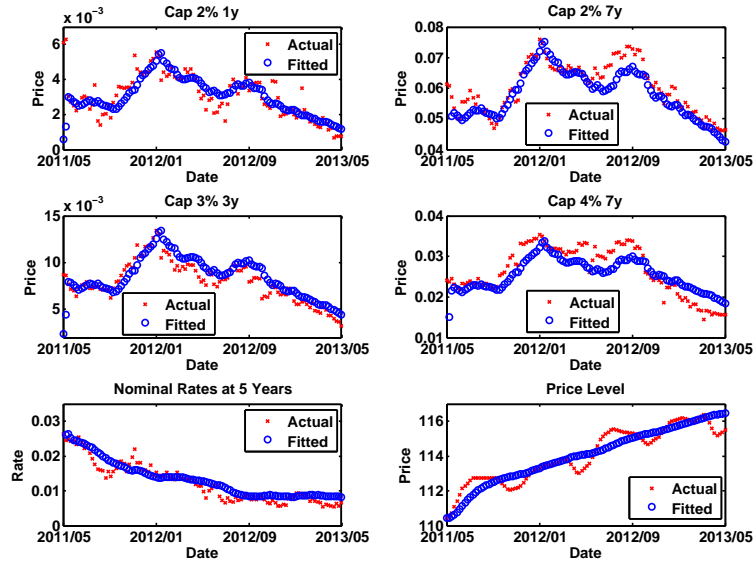 Cap 2% 1y
x 10⁻³
6
4
2
0
Price
2011/05 2012/01 2012/09 2013/05
Date
Actual
Fitted
Cap 2% 7y
0.08
0.07
0.06
0.05
0.04
Price
2011/05 2012/01 2012/09 2013/05
Date
Actual
Fitted
Cap 3% 3y
x 10⁻³
15
10
5
Price
2011/05 2012/01 2012/09 2013/05
Date
Actual
Fitted
Cap 4% 7y
0.04
0.03
0.02
0.01
Price
2011/05 2012/01 2012/09 2013/05
Date
Actual
Fitted
Nominal Rates at 5 Years
0.03
0.02
0.01
0
Rate
2011/05 2012/01 2012/09 2013/05
Date
Actual
Fitted
Price Level
116
114
112
110
Price
2011/05 2012/01 2012/09 2013/05
Date
Actual
Fitted